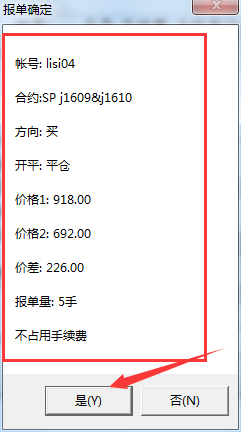 报单确定
帐号: lisi04
合约:SP j1609&j1610
方向: 买
开平: 平仓
价格1: 918.00
价格2: 692.00
价差: 226.00
报单量: 5手
不占用手续费
是(Y)
否(N)